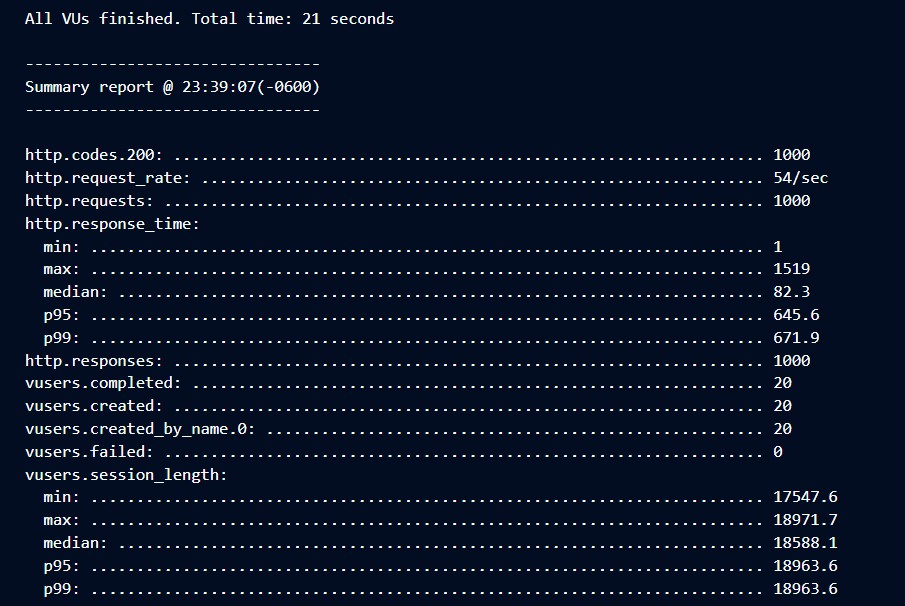 All VUs finished. Total time: 21 seconds
--------------------------------
Summary report @ 23:39:07(-0600)
--------------------------------
http.codes.200: ................................................................ 1000
http.request_rate: ............................................................. 54/sec
http.requests: ................................................................. 1000
http.response_time:
  min: ......................................................................... 1
  max: ......................................................................... 1519
  median: ...................................................................... 82.3
  p95: ......................................................................... 645.6
  p99: ......................................................................... 671.9
http.responses: ................................................................ 1000
vusers.completed: .............................................................. 20
vusers.created: ................................................................ 20
vusers.created_by_name.0: ...................................................... 20
vusers.failed: ................................................................. 0
vusers.session_length:
  min: ......................................................................... 17547.6
  max: ......................................................................... 18971.7
  median: ...................................................................... 18588.1
  p95: ......................................................................... 18963.6
  p99: ......................................................................... 18963.6